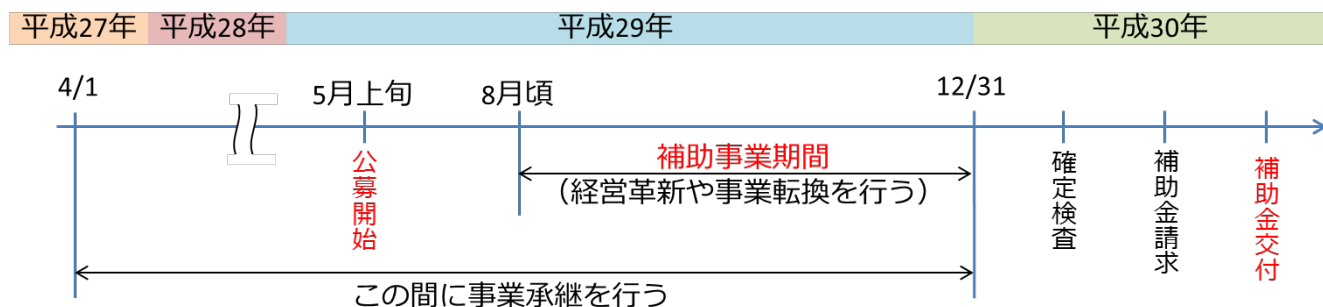 平成27年
平成28年
平成29年
平成30年
4/1
5月上旬
8月頃
12/31
公募開始
補助事業期間
（経営革新や事業転換を行う）
確定検査
補助金請求
補助金交付
この間に事業承継を行う